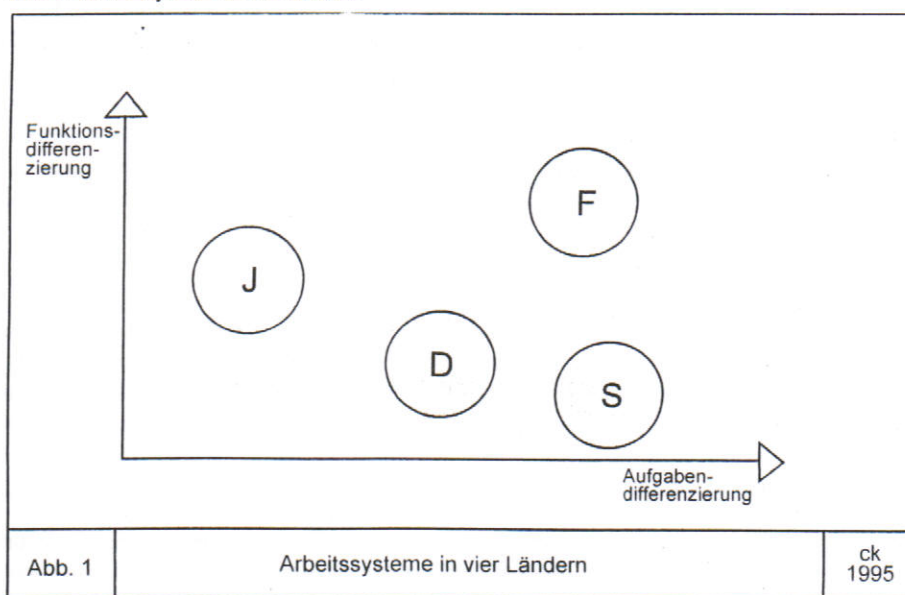 Funktions-
differen-
zierung
F
J
D
S
Aufgaben-
differenzierung
Abb. 1
Arbeitssysteme in vier Ländern
ck
1995